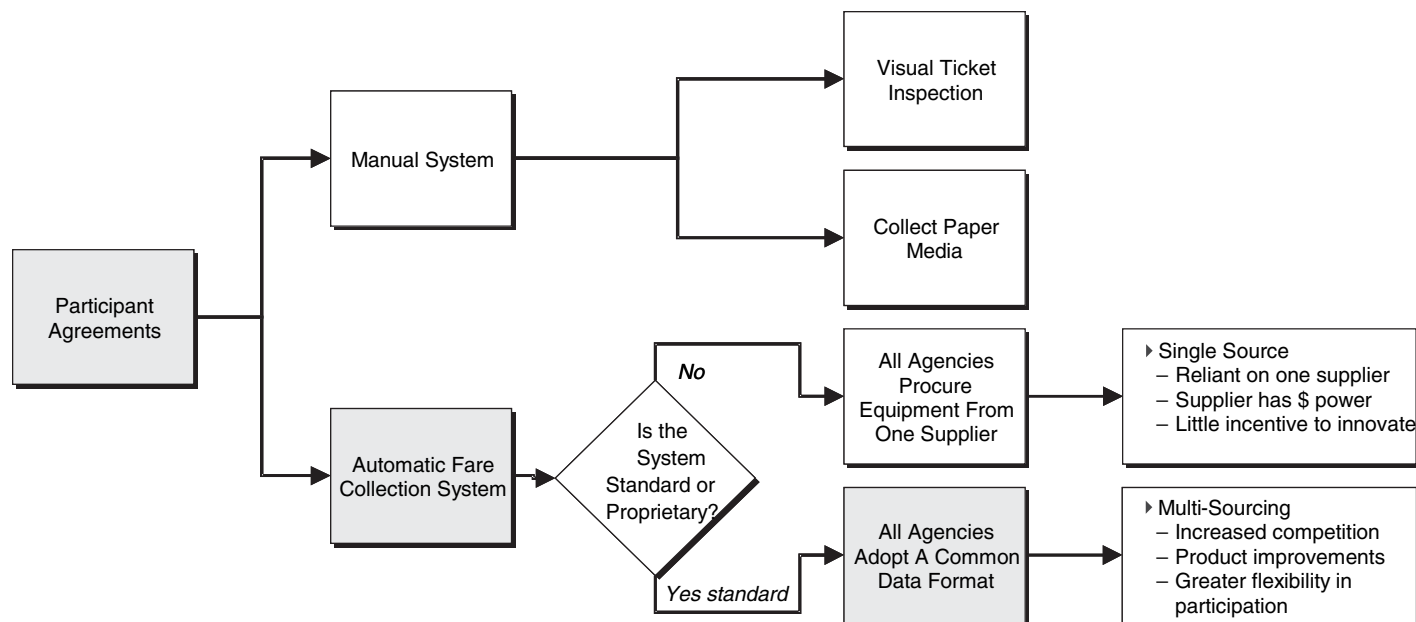 Visual Ticket
Inspection
Manual System
Collect Paper
Media
Participant
Agreements
No
All Agencies
Procure
Equipment From
One Supplier
Single Source
– Reliant on one supplier
– Supplier has $ power
– Little incentive to innovate
Automatic Fare
Collection System
Is the
System
Standard or
Proprietary?
Yes standard
All Agencies
Adopt A Common
Data Format
Multi-Sourcing
– Increased competition
– Product improvements
– Greater flexibility in
participation